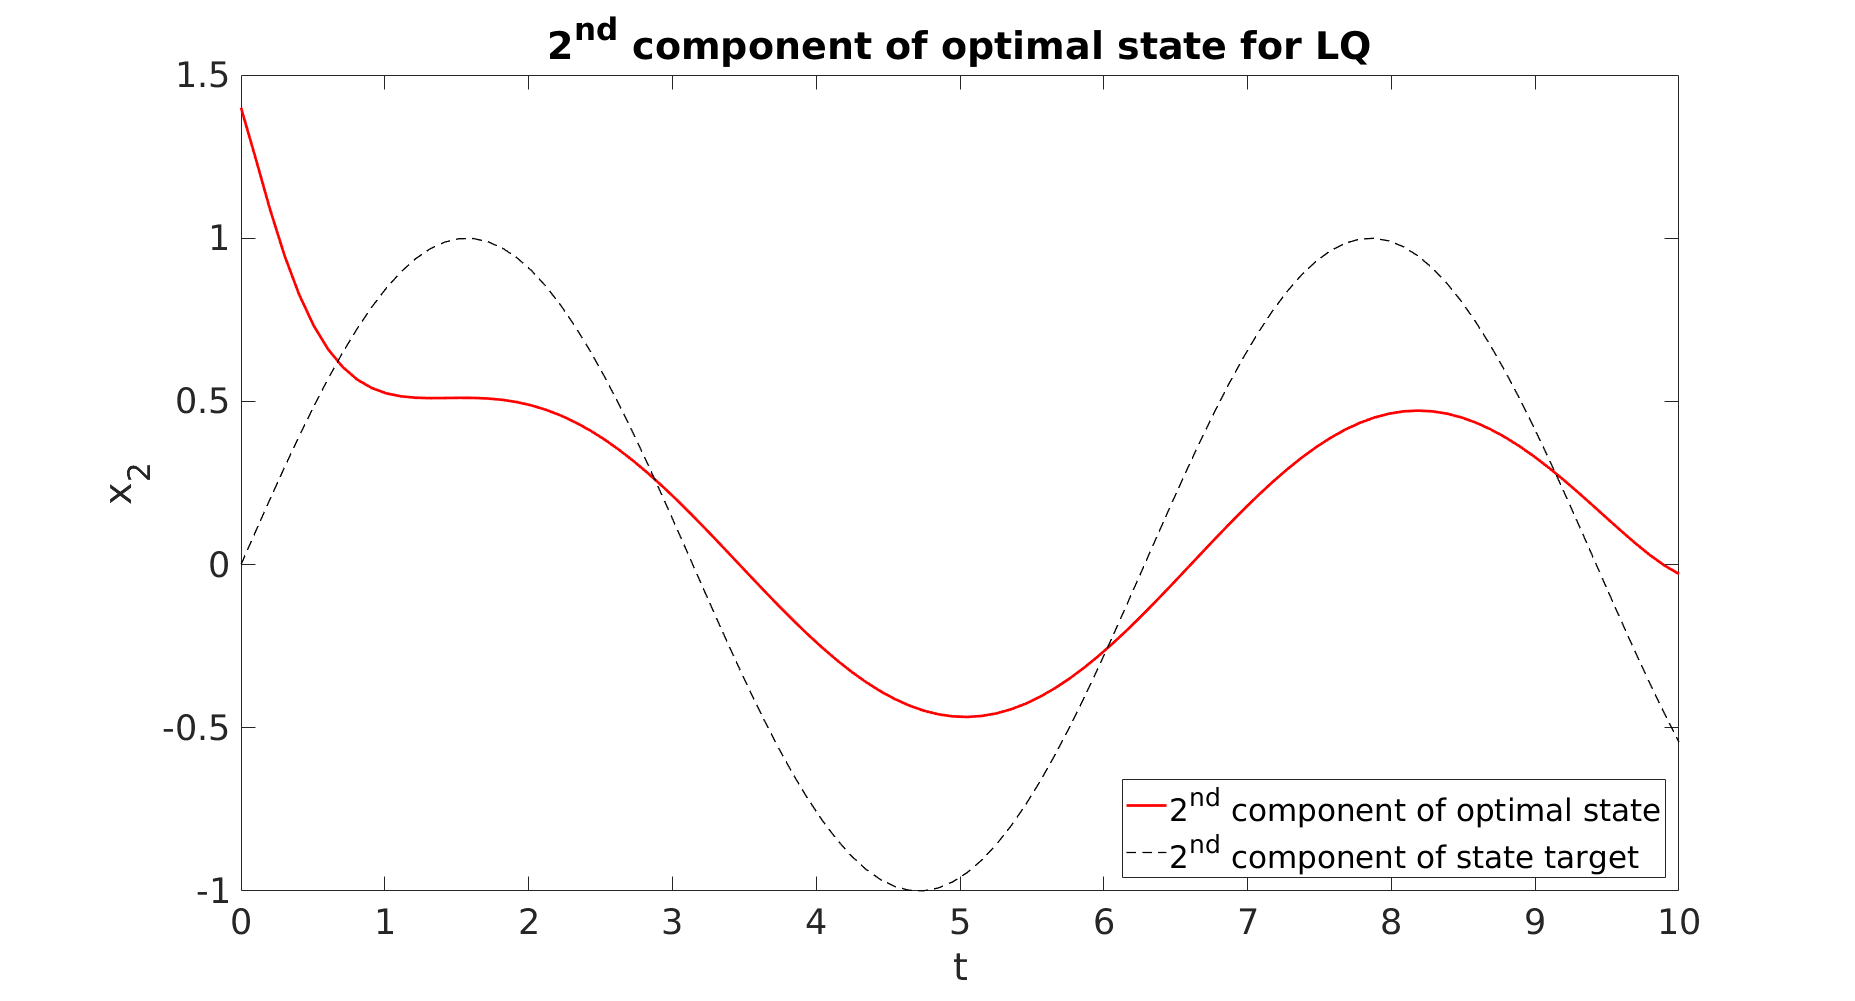 2nd component of optimal state for LQ
1.5
1
0.5
0
-0.5
-1
x2
0 1 2 3 4 5 6 7 8 9 10
t
2nd component of optimal state
2nd component of state target